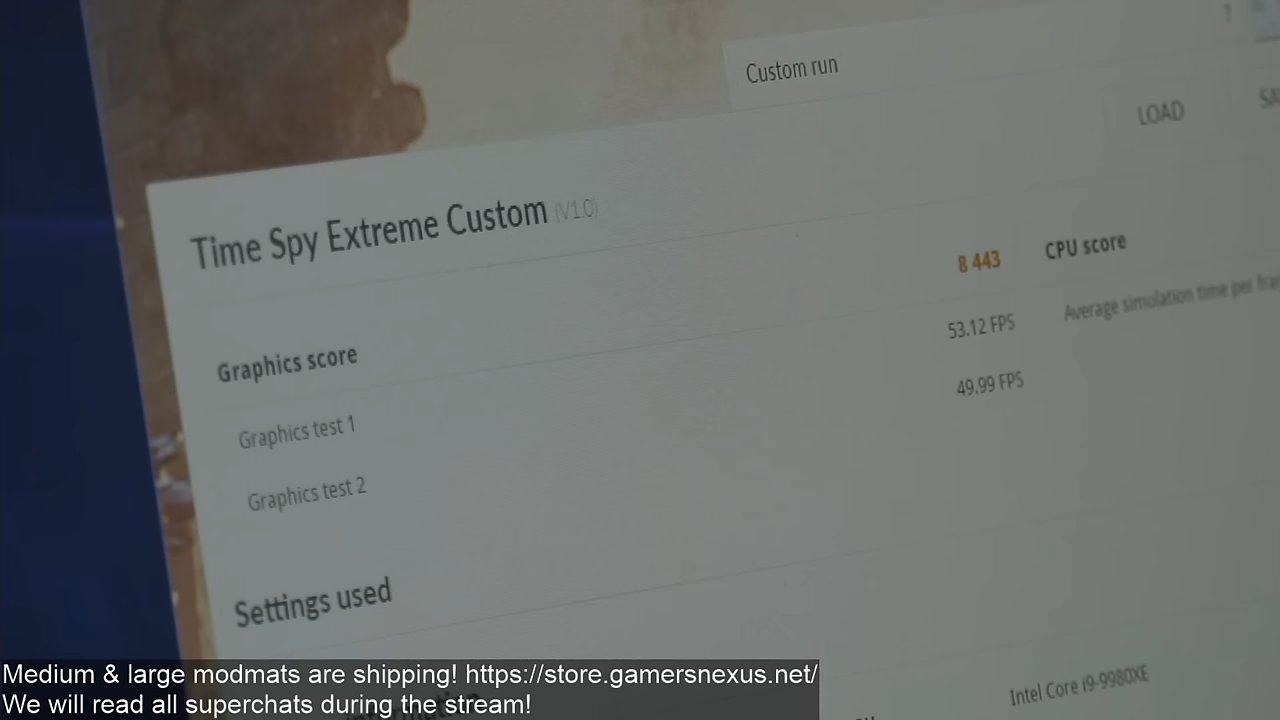 Custom run
LOAD
Time Spy Extreme Custom (V1.0)
Graphics score 8 443
Graphics test 1 53.12 FPS
Graphics test 2 49.99 FPS
CPU score
Average simulation time per
Settings used
Intel Core i9-9980XE
Medium & large modmats are shipping! https://store.gamersnexus.net/
We will read all superchats during the stream!